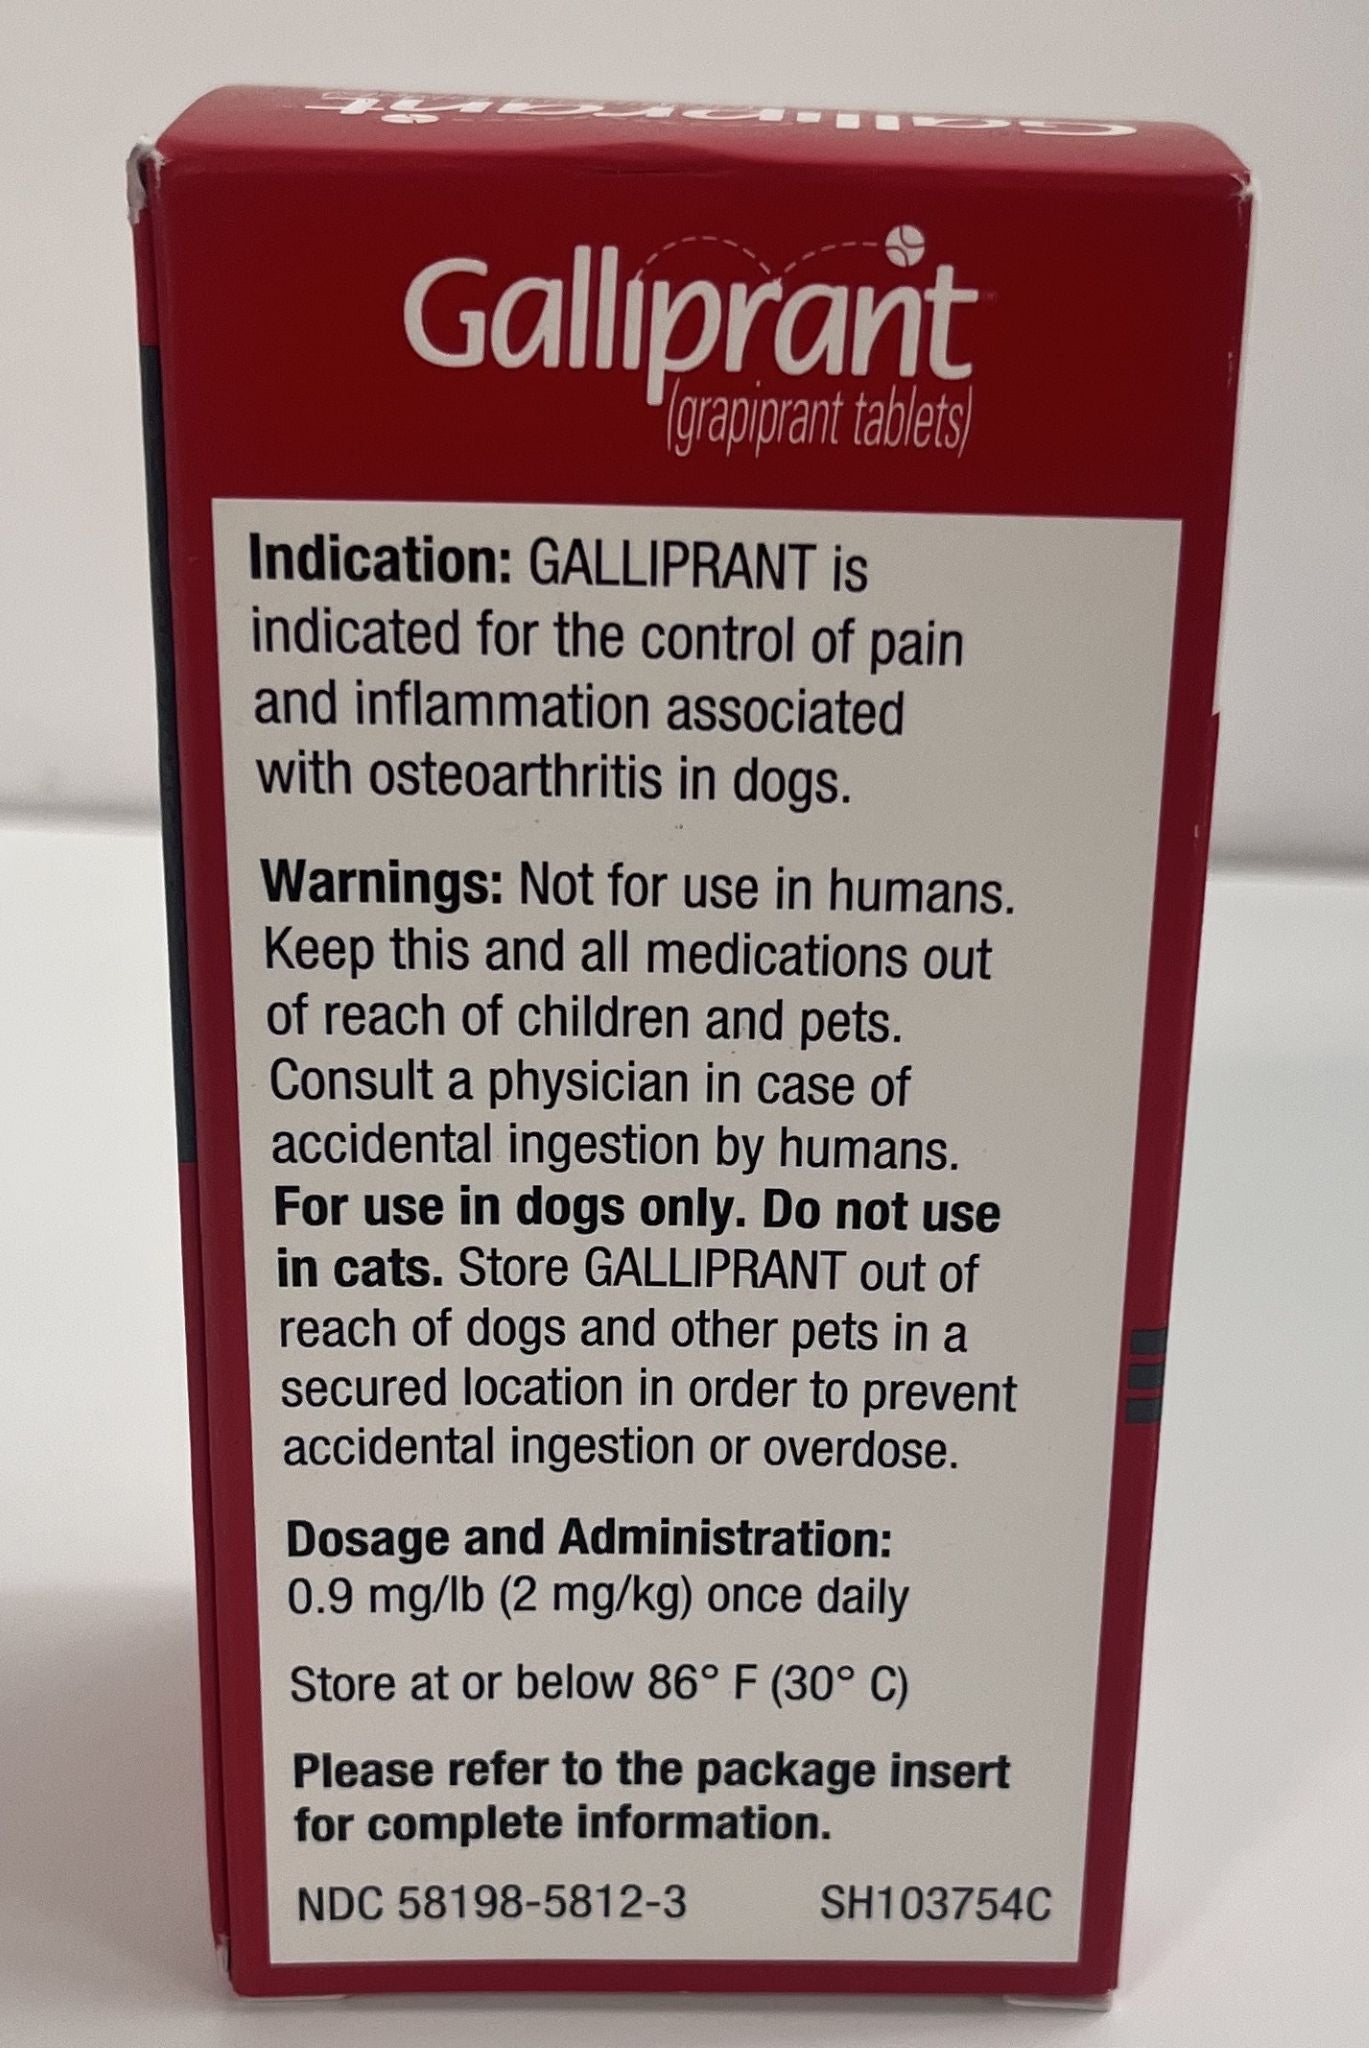 Galliprant
Galliprant
(grapiprant tablets)
Indication: GALLIPRANT is
indicated for the control of pain
and inflammation associated
with osteoarthritis in dogs.
Warnings: Not for use in humans.
Keep this and all medications out
of reach of children and pets.
Consult a physician in case of
accidental ingestion by humans.
For use in dogs only. Do not use
in cats. Store GALLIPRANT out of
reach of dogs and other pets in a
secured location in order to prevent
accidental ingestion or overdose.
Dosage and Administration:
0.9 mg/lb (2 mg/kg) once daily
Store at or below 86° F (30° C)
Please refer to the package insert
for complete information.
NDC 58198-5812-3 SH103754C